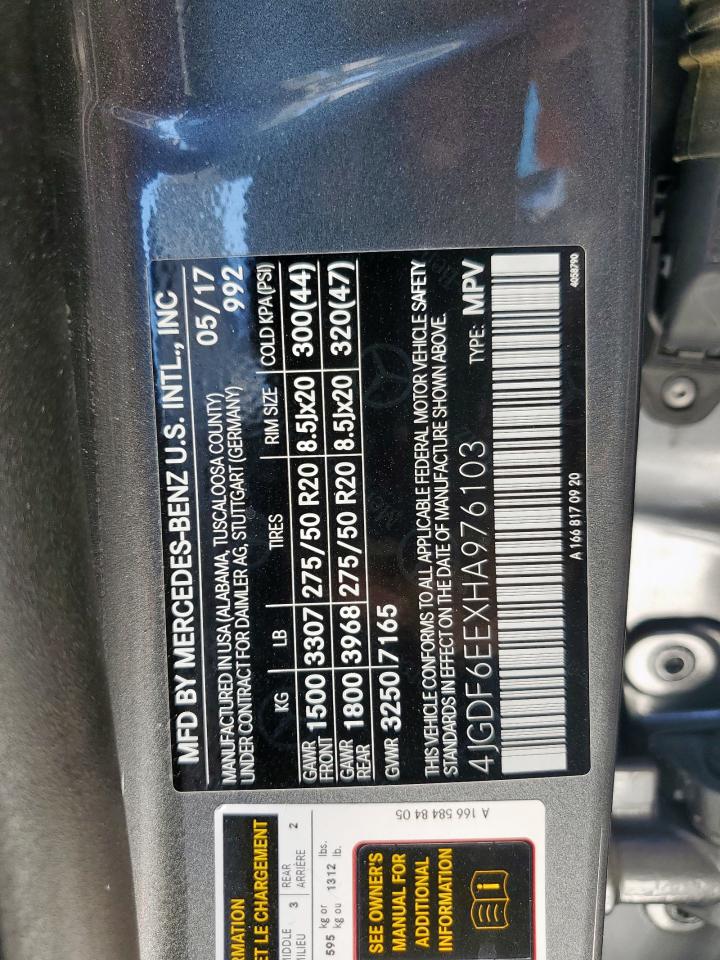 MFD BY MERCEDES-BENZ U.S. INTL., INC
MANUFACTURED IN USA (ALABAMA, TUSCALOOSA COUNTY) 05/17
UNDER CONTRACT FOR DAIMLER AG, STUTTGART (GERMANY) 992
KG LB TIRES RIM SIZE COLD KPA (PSI)
GAWR FRONT 1500 3307 275/50 R20 8.5Jx20 300(44)
GAWR REAR 1800 3968 275/50 R20 8.5Jx20 320(47)
GVWR 3250 7165
THIS VEHICLE CONFORMS TO ALL APPLICABLE FEDERAL MOTOR VEHICLE SAFETY
STANDARDS IN EFFECT ON THE DATE OF MANUFACTURE SHOWN ABOVE.
4JGDF6EEXHA976103 TYPE: MPV
A 166 817 09 20 4058790
RMATION
ET LE CHARGEMENT
MIDDLE 3 REAR 2
MILIEU ARRIÈRE
595 kg or 1312 lbs.
kg ou lb.
SEE OWNER'S
MANUAL FOR
ADDITIONAL
INFORMATION
A 166 584 84 05